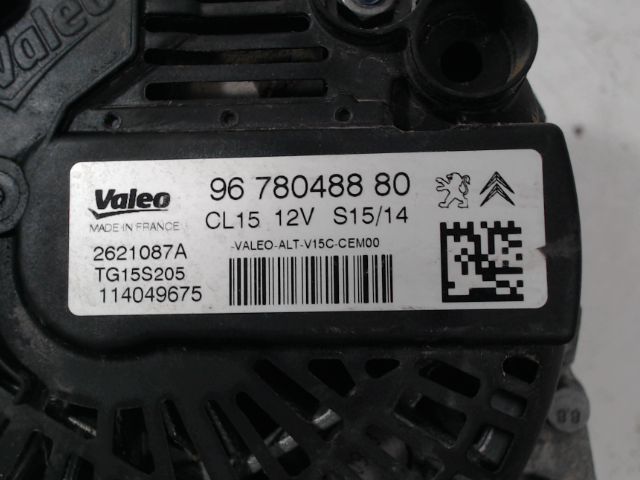 Valeo
Valeo 96 780488 80
MADE IN FRANCE CL15 12V S15/14
2621087A -VALEO-ALT-V15C-CEM00
TG15S205
114049675
88